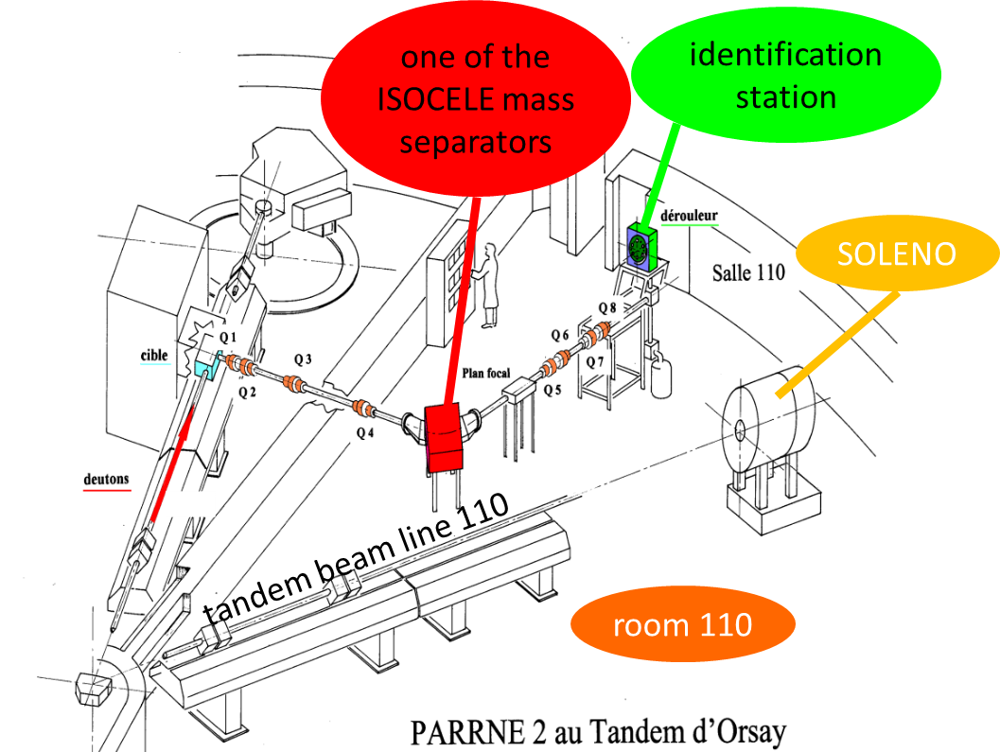 one of the
ISOCELE mass
separators
identification
station
dérouleur
SOLENO
Salle 110
Q 8
Q 6
Q 1
cible
Q 3
Q 7
Plan focal
Q 2
Q 5
Q 4
deutons
tandem beam line 110
room 110
PARRNE 2 au Tandem d'Orsay